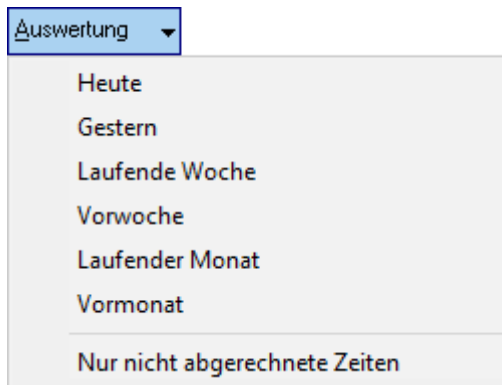 Auswertung
Heute
Gestern
Laufende Woche
Vorwoche
Laufender Monat
Vormonat
Nur nicht abgerechnete Zeiten